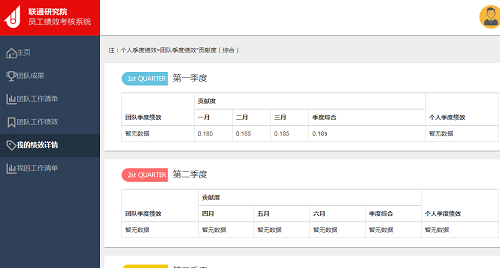 联通研究院
员工绩效考核系统
主页
团队成果
团队工作清单
团队工作绩效
我的绩效详情
我的工作清单
注：个人季度绩效=团队季度绩效*贡献度（综合）
1st QUARTER 第一季度
贡献度
团队季度绩效 一月 二月 三月 季度综合 个人季度绩效
暂无数据 0.185 0.185 0.185 0.185 暂无数据
2st QUARTER 第二季度
贡献度
团队季度绩效 四月 五月 六月 季度综合 个人季度绩效
暂无数据 暂无数据 暂无数据 暂无数据 暂无数据 暂无数据